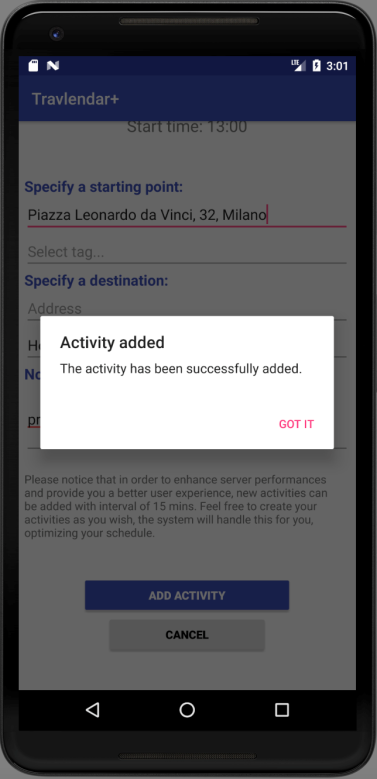 LTE 3:01
Travlendar+
Start time: 13:00
Specify a starting point:
Piazza Leonardo da Vinci, 32, Milano
Select tag...
Specify a destination:
Address
Activity added
The activity has been successfully added.
GOT IT
Please notice that in order to enhance server performances
and provide you a better user experience, new activities can
be added with interval of 15 mins. Feel free to create your
activities as you wish, the system will handle this for you,
optimizing your schedule.
ADD ACTIVITY
CANCEL